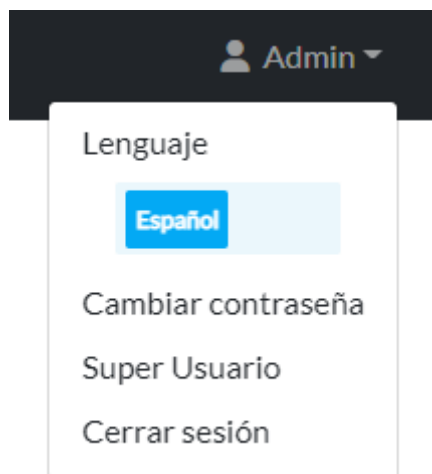 Admin
Lenguaje
Español
Cambiar contraseña
Super Usuario
Cerrar sesión